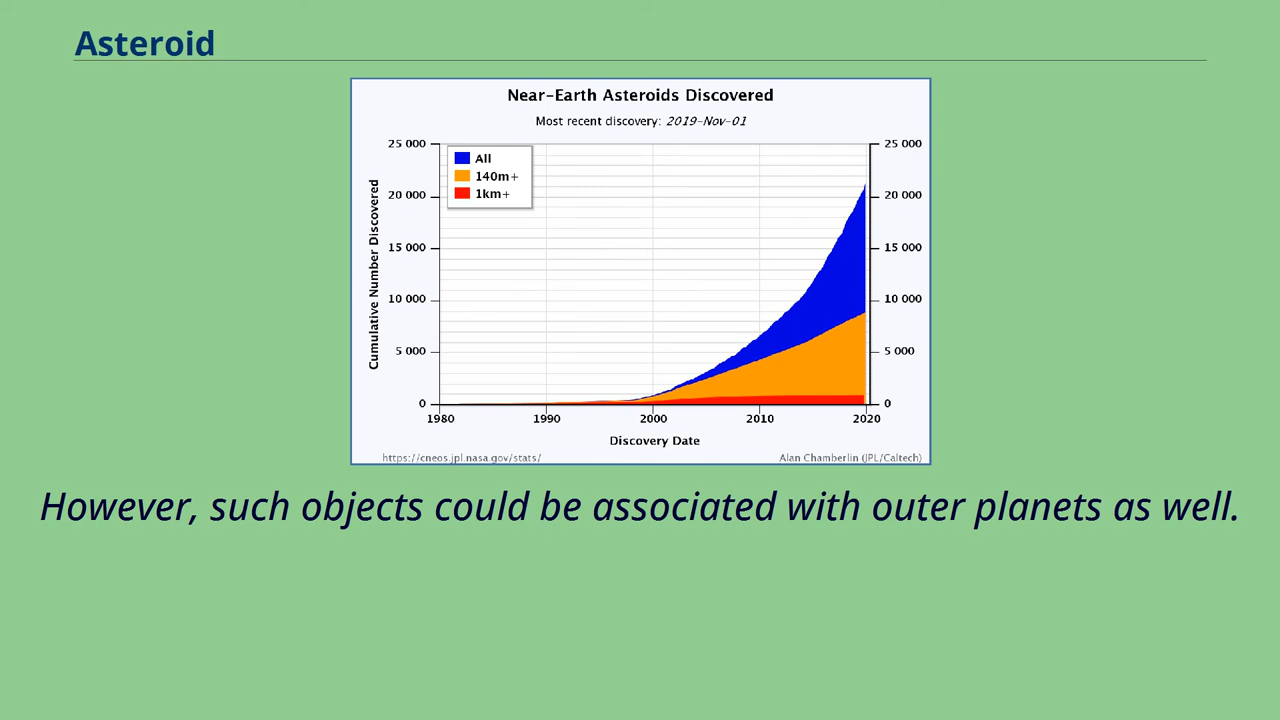 Asteroid
Near-Earth Asteroids Discovered
Most recent discovery: 2019-Nov-01
25 000
25 000
All
140m+
1km+
20 000
20 000
15 000
15 000
10 000
10 000
5 000
5 000
0
0
Cumulative Number Discovered
1980
1990
2000
2010
2020
Discovery Date
https://cneos.jpl.nasa.gov/stats/
Alan Chamberlin (JPL/Caltech)
However, such objects could be associated with outer planets as well.